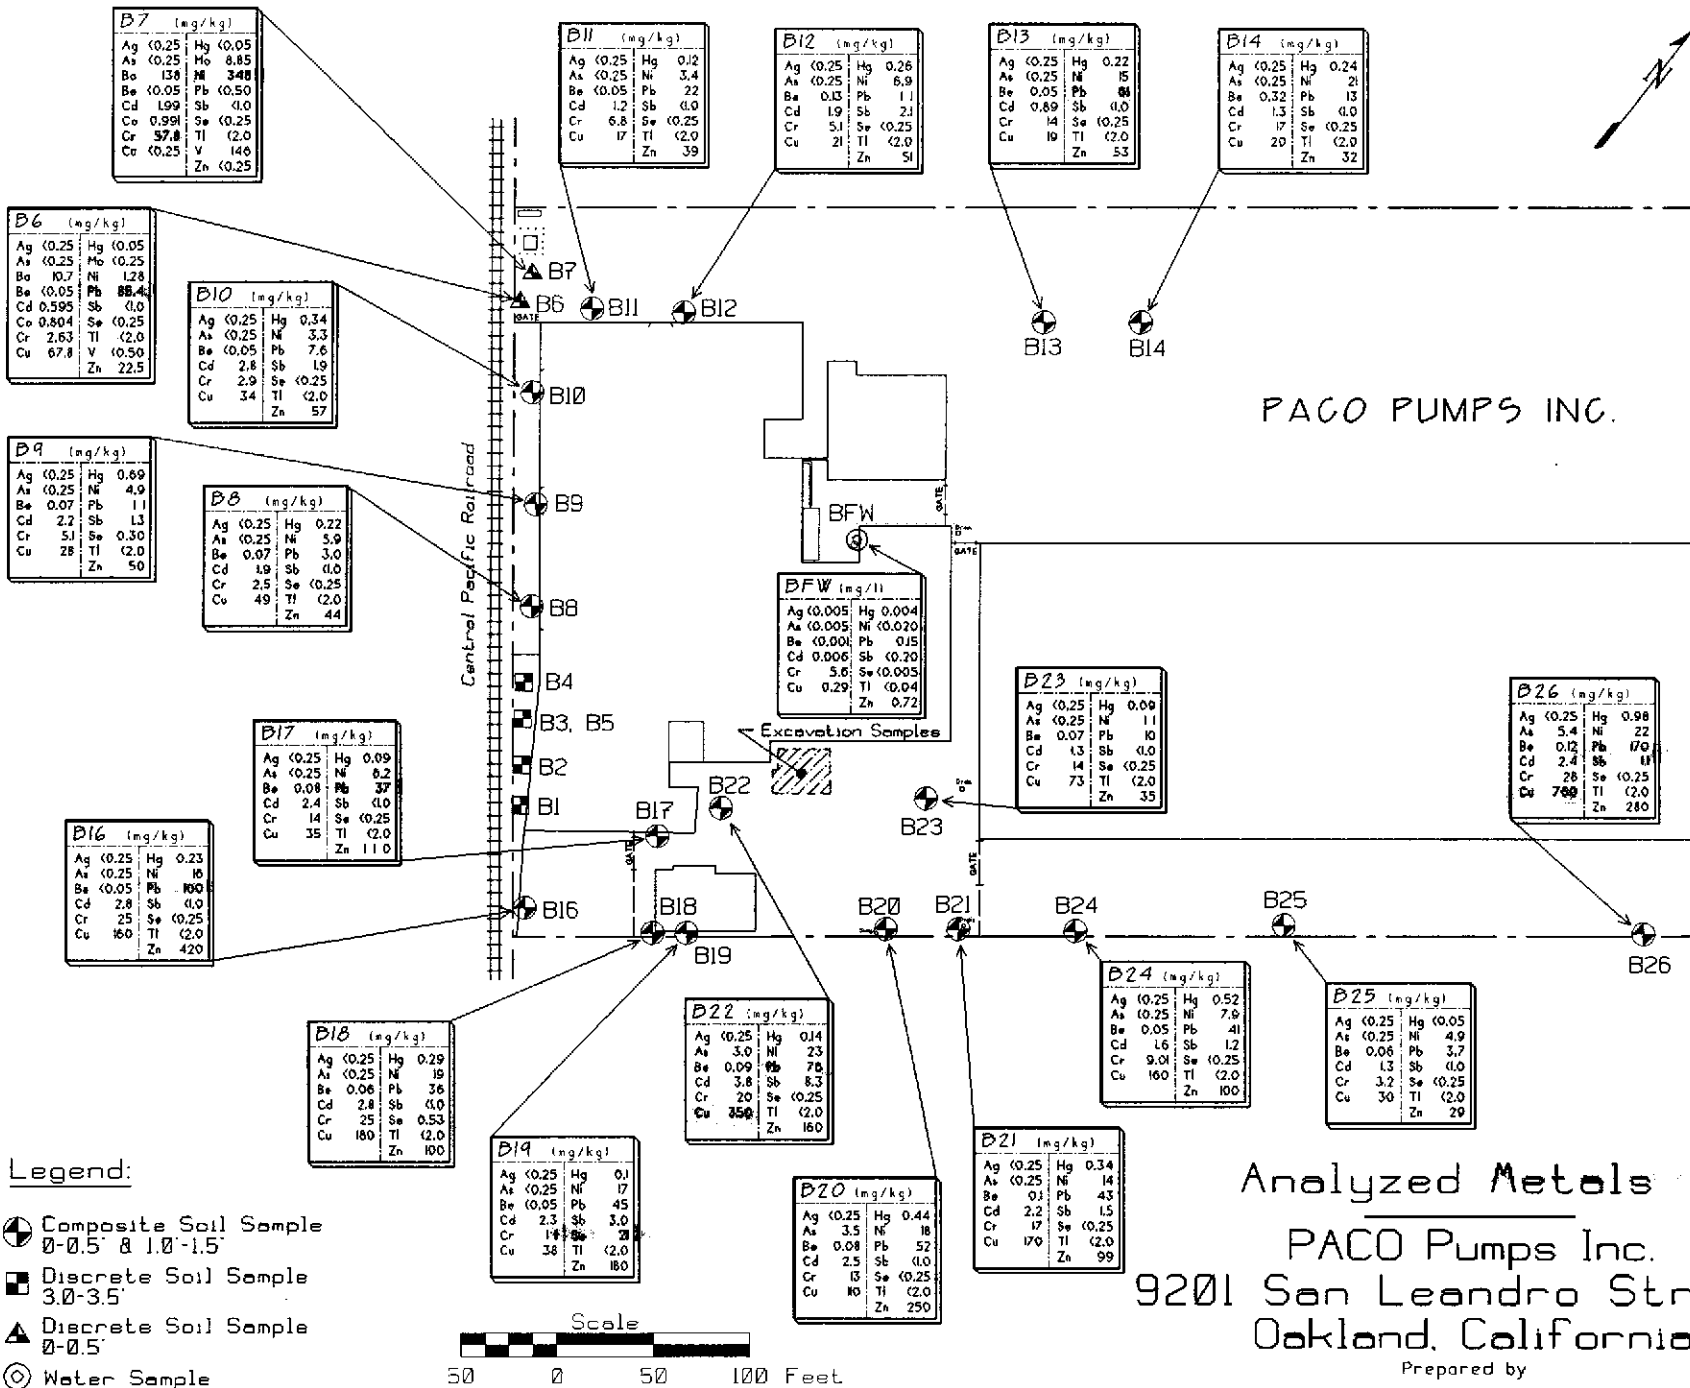 B7 (mg/kg)
Ag <0.25 Hg <0.05
As <0.25 Mo 8.85
Ba 138 Ni 348
Be <0.05 Pb <0.50
Cd 1.99 Sb <1.0
Co 0.991 Se <0.25
Cr 57.8 Tl <2.0
Cu <0.25 V 146
Zn <0.25
B11 (mg/kg)
Ag <0.25 Hg 0.12
As <0.25 Ni 3.4
Be <0.05 Pb 22
Cd 1.2 Sb <1.0
Cr 6.8 Se <0.25
Cu 17 Tl <2.0
Zn 39
B12 (mg/kg)
Ag <0.25 Hg 0.26
As <0.25 Ni 6.9
Be 0.13 Pb 11
Cd 1.9 Sb 2.1
Cr 5.1 Se <0.25
Cu 21 Tl <2.0
Zn 51
B13 (mg/kg)
Ag <0.25 Hg 0.22
As <0.25 Ni 15
Be 0.05 Pb
Cd 0.89 Sb <1.0
Cr 14 Se <0.25
Cu 19 Tl <2.0
Zn 53
B14 (mg/kg)
Ag <0.25 Hg 0.24
As <0.25 Ni 21
Be 0.32 Pb 13
Cd 1.3 Sb <1.0
Cr 17 Se <0.25
Cu 20 Tl <2.0
Zn 32
N
B6 (mg/kg)
Ag <0.25 Hg <0.05
As <0.25 Mo <0.25
Ba 10.7 Ni 1.28
Be <0.05 Pb
Cd 0.595 Sb <1.0
Co 0.804 Se <0.25
Cr 2.63 Tl <2.0
Cu 67.8 V <0.50
Zn 22.5
B10 (mg/kg)
Ag <0.25 Hg 0.34
As <0.25 Ni 3.3
Be <0.05 Pb 7.6
Cd 2.8 Sb 1.9
Cr 2.9 Se <0.25
Cu 34 Tl <2.0
Zn 57
B7
B6
GATE
B11
B12
B13
B14
B10
PACO PUMPS INC.
B9 (mg/kg)
Ag <0.25 Hg 0.69
As <0.25 Ni 4.9
Be 0.07 Pb 11
Cd 2.2 Sb 1.3
Cr 5.1 Se 0.30
Cu 28 Tl <2.0
Zn 50
B8 (mg/kg)
Ag <0.25 Hg 0.22
As <0.25 Ni 5.9
Be 0.07 Pb 3.0
Cd 1.9 Sb <1.0
Cr 2.5 Se <0.25
Cu 49 Tl <2.0
Zn 44
Central Pacific Railroad
B9
B8
B4
B3, B5
B2
B1
BFW
GATE
Drain
GATE
BFW (mg/l)
Ag <0.005 Hg 0.004
As <0.005 Ni <0.020
Be <0.001 Pb 0.15
Cd 0.006 Sb <0.20
Cr 5.6 Se <0.005
Cu 0.29 Tl <0.04
Zn 0.72
Excavation Samples
B23 (mg/kg)
Ag <0.25 Hg 0.09
As <0.25 Ni 11
Be 0.07 Pb 10
Cd 1.3 Sb <1.0
Cr 14 Se <0.25
Cu 73 Tl <2.0
Zn 35
B26 (mg/kg)
Ag <0.25 Hg 0.98
As 5.4 Ni 22
Be 0.12 Pb 170
Cd 2.4 Sb 11
Cr 28 Se <0.25
Cu Tl <2.0
Zn 280
B17 (mg/kg)
Ag <0.25 Hg 0.09
As <0.25 Ni 8.2
Be 0.08 Pb 37
Cd 2.4 Sb <1.0
Cr 14 Se <0.25
Cu 35 Tl <2.0
Zn 110
B22
B17
GATE
Drain
B23
GATE
B16 (mg/kg)
Ag <0.25 Hg 0.23
As <0.25 Ni 16
Be <0.05 Pb 100
Cd 2.8 Sb <1.0
Cr 25 Se <0.25
Cu 160 Tl <2.0
Zn 420
B16
B18
B19
B20
B21
B24
B25
B26
B18 (mg/kg)
Ag <0.25 Hg 0.29
As <0.25 Ni 19
Be 0.06 Pb 36
Cd 2.8 Sb <1.0
Cr 25 Se 0.53
Cu 180 Tl <2.0
Zn 100
B22 (mg/kg)
Ag <0.25 Hg 0.14
As 3.0 Ni 23
Be 0.09 Pb 76
Cd 3.8 Sb 8.3
Cr 20 Se <0.25
Cu 350 Tl <2.0
Zn 160
B24 (mg/kg)
Ag <0.25 Hg 0.52
As <0.25 Ni 7.9
Be 0.05 Pb 41
Cd 1.6 Sb 1.2
Cr 9.01 Se <0.25
Cu 160 Tl <2.0
Zn 100
B25 (mg/kg)
Ag <0.25 Hg <0.05
As <0.25 Ni 4.9
Be 0.06 Pb 3.7
Cd 1.3 Sb <1.0
Cr 3.2 Se <0.25
Cu 30 Tl <2.0
Zn 29
B19 (mg/kg)
Ag <0.25 Hg 0.1
As <0.25 Ni 17
Be <0.05 Pb 45
Cd 2.3 Sb 3.0
Cr Se
Cu 38 Tl <2.0
Zn 180
B20 (mg/kg)
Ag <0.25 Hg 0.44
As 3.5 Ni 18
Be 0.08 Pb 52
Cd 2.5 Sb <1.0
Cr 13 Se <0.25
Cu 110 Tl <2.0
Zn 250
B21 (mg/kg)
Ag <0.25 Hg 0.34
As <0.25 Ni 14
Be 0.1 Pb 43
Cd 2.2 Sb 1.5
Cr 17 Se <0.25
Cu 170 Tl <2.0
Zn 99
Legend:
Composite Soil Sample
0-0.5' & 1.0'-1.5'
Discrete Soil Sample
3.0-3.5'
Discrete Soil Sample
0-0.5'
Water Sample
Scale
50 0 50 100 Feet
Analyzed Metals
PACO Pumps Inc.
9201 San Leandro Str
Oakland, California
Prepared by